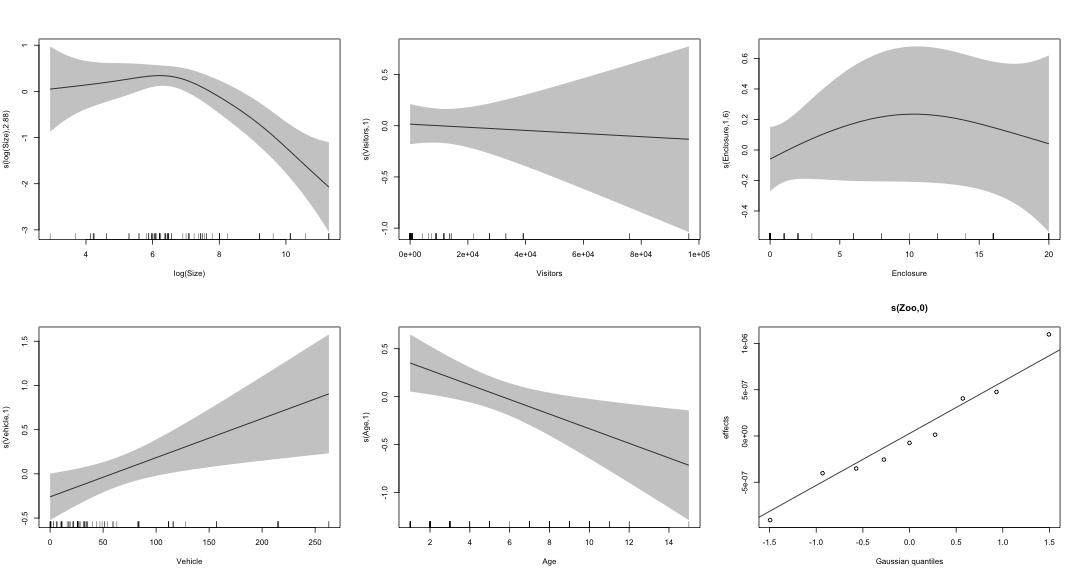 s(log(Size),2.88)
1
0
-1
-2
-3
4 6 8 10
log(Size)
s(Visitors,1)
0.5
0.0
-0.5
-1.0
0e+00 2e+04 4e+04 6e+04 8e+04 1e+05
Visitors
s(Enclosure,1.6)
0.6
0.4
0.2
0.0
-0.2
-0.4
0 5 10 15 20
Enclosure
s(Vehicle,1)
1.5
1.0
0.5
0.0
-0.5
0 50 100 150 200 250
Vehicle
s(Age,1)
0.5
0.0
-0.5
-1.0
2 4 6 8 10 12 14
Age
s(Zoo,0)
effects
1e-06
5e-07
0e+00
-5e-07
-1.5 -1.0 -0.5 0.0 0.5 1.0 1.5
Gaussian quantiles